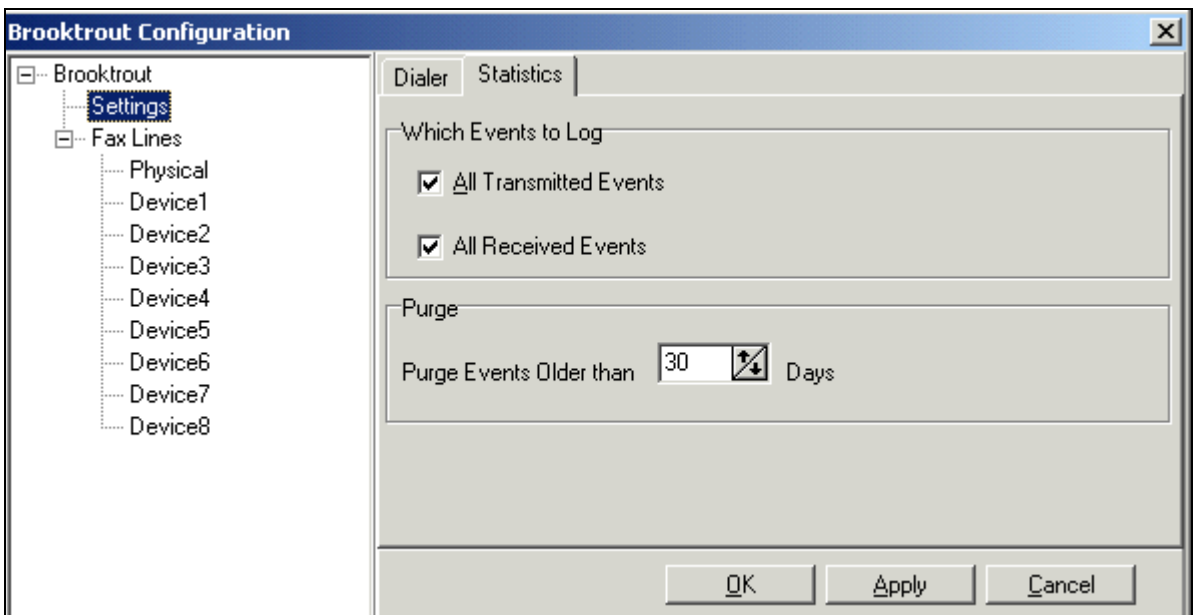 Brooktrout Configuration
Brooktrout
Settings
Fax Lines
Physical
Device1
Device2
Device3
Device4
Device5
Device6
Device7
Device8
Dialer
Statistics
Which Events to Log
All Transmitted Events
All Received Events
Purge
Purge Events Older than 30 Days
OK
Apply
Cancel